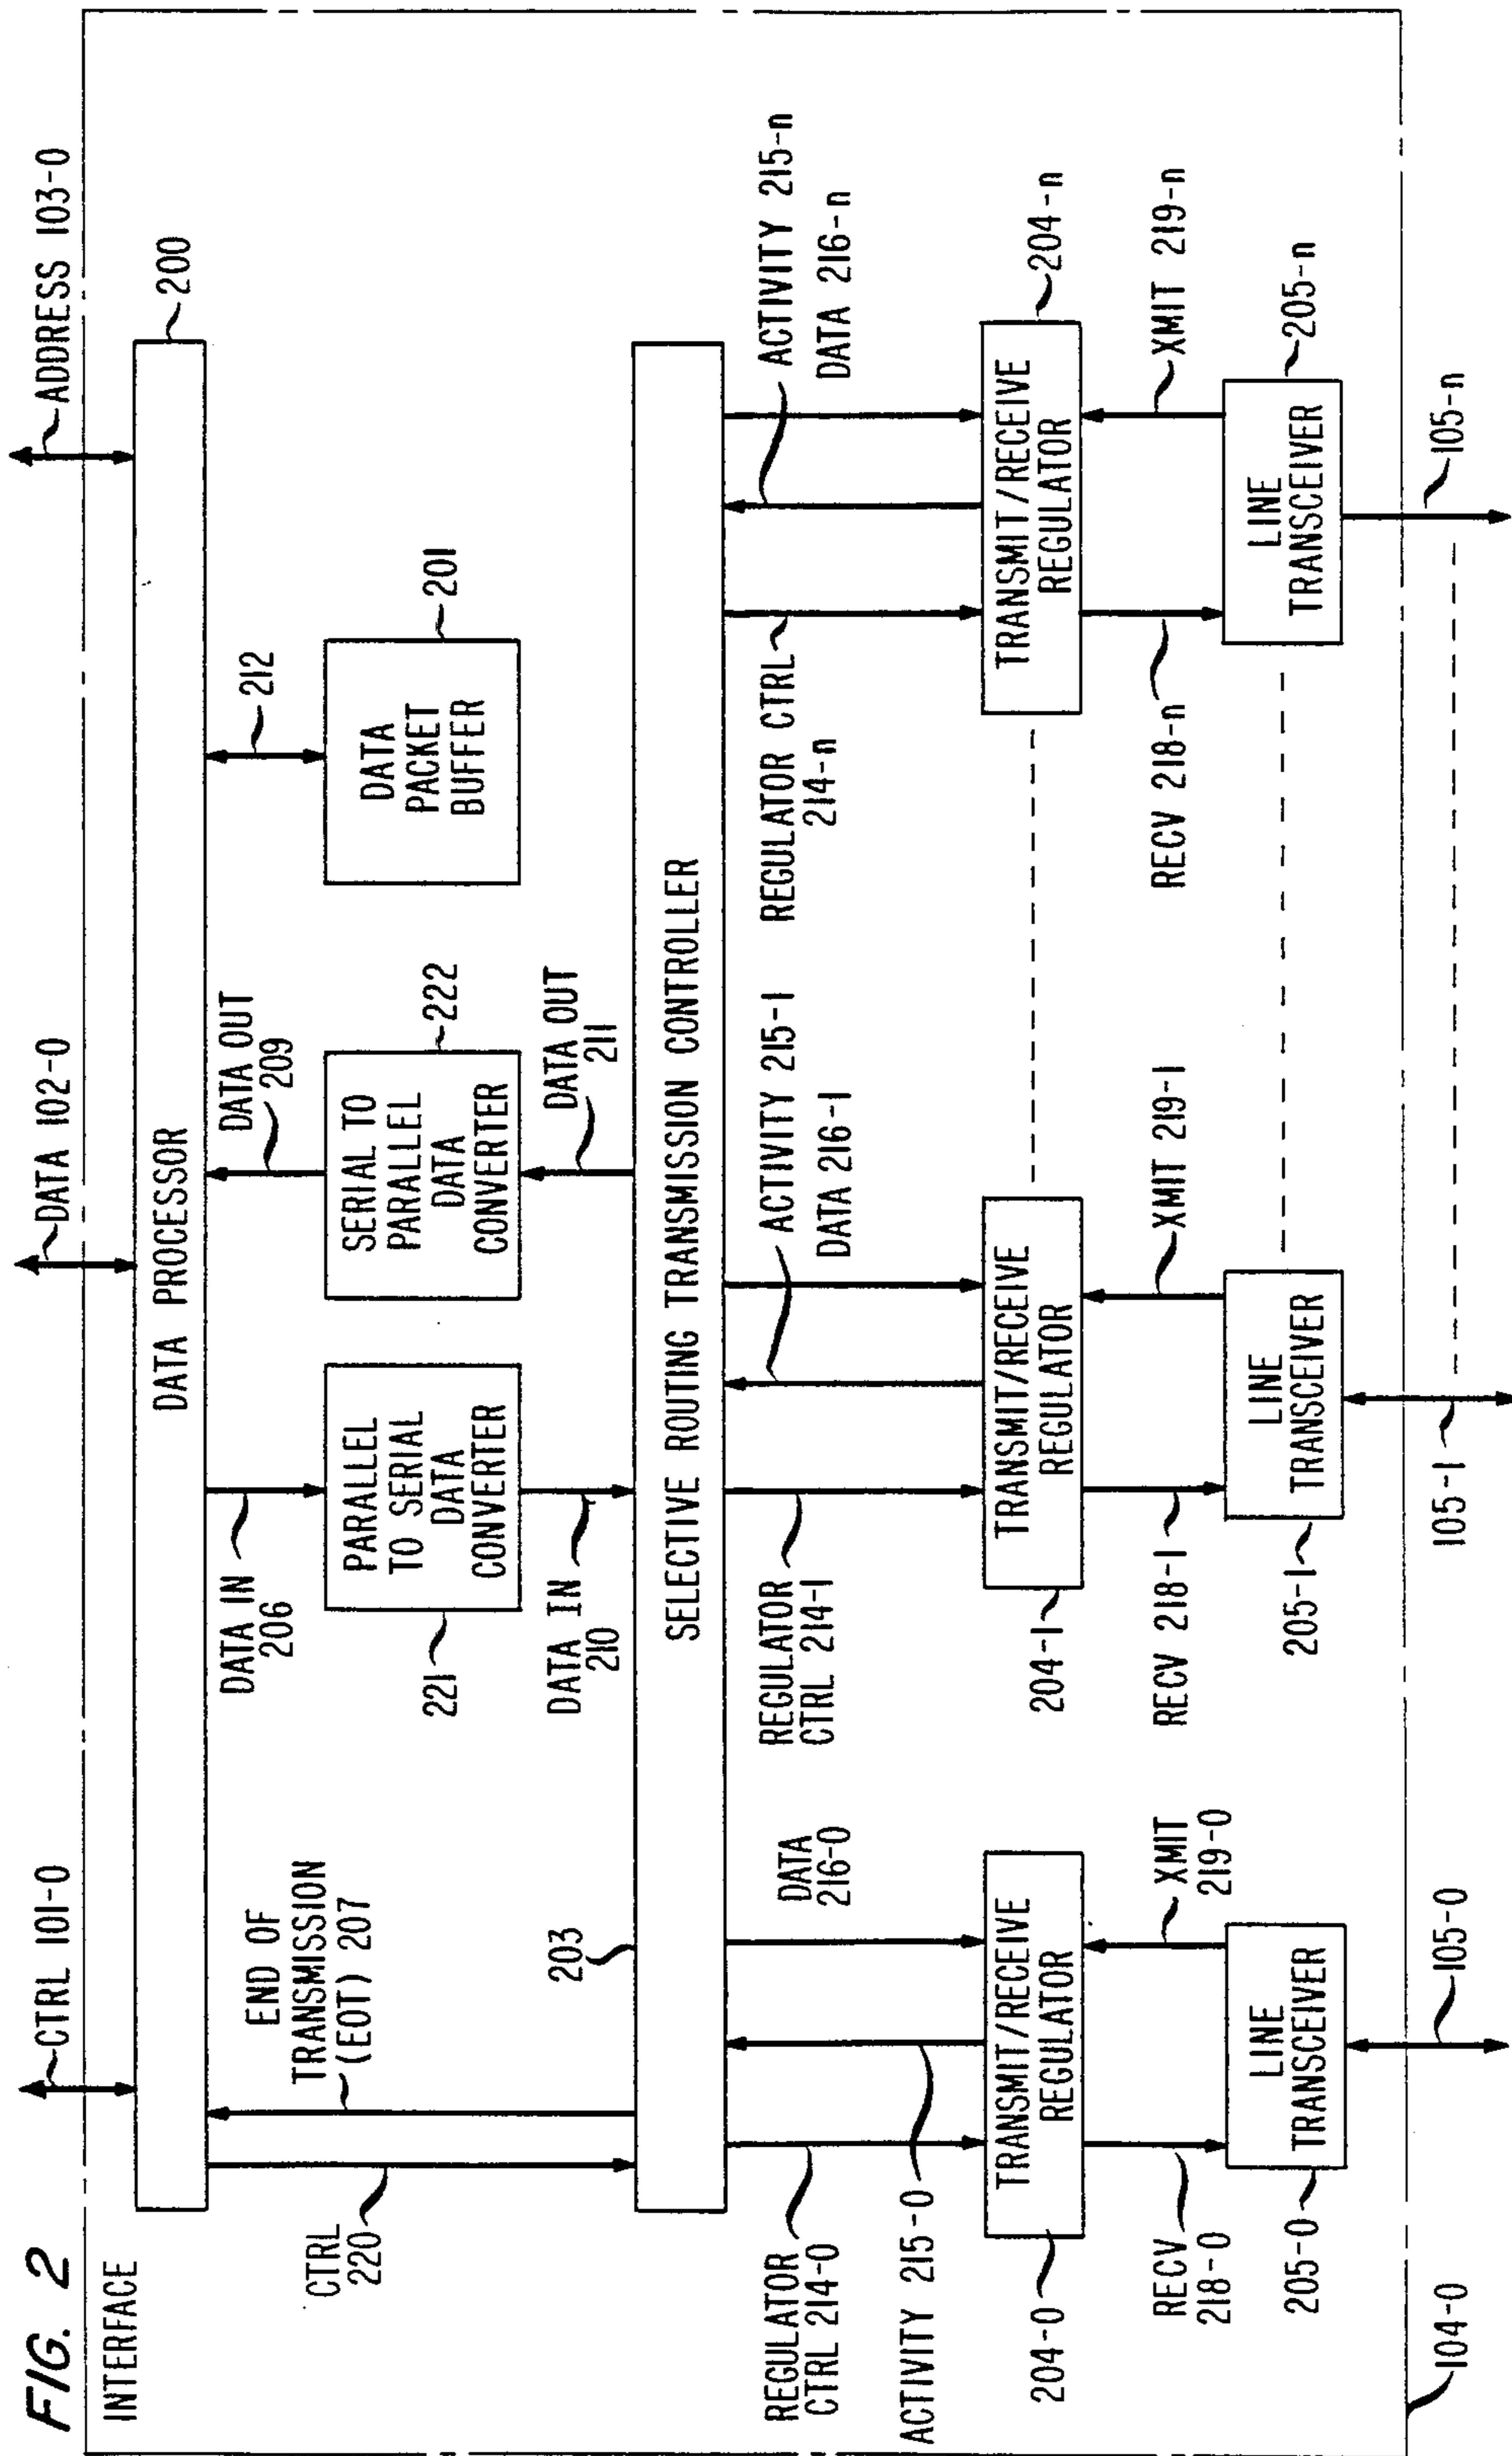 FIG. 2
INTERFACE
CTRL 101-0
DATA 102-0
ADDRESS 103-0
DATA PROCESSOR
200
CTRL
220
END OF
TRANSMISSION
(EOT) 207
DATA IN
206
DATA OUT
209
212
PARALLEL
TO SERIAL
DATA
CONVERTER
221
SERIAL TO
PARALLEL
DATA
CONVERTER
222
DATA
PACKET
BUFFER
201
DATA IN
210
DATA OUT
211
203
SELECTIVE ROUTING TRANSMISSION CONTROLLER
REGULATOR
CTRL 214-0
ACTIVITY 215-0
DATA
216-0
REGULATOR
CTRL 214-1
ACTIVITY 215-1
DATA 216-1
REGULATOR CTRL
214-n
ACTIVITY 215-n
DATA 216-n
204-0
TRANSMIT/RECEIVE
REGULATOR
204-1
TRANSMIT/RECEIVE
REGULATOR
TRANSMIT/RECEIVE
REGULATOR
204-n
RECV
218-0
XMIT
219-0
RECV 218-1
XMIT 219-1
RECV 218-n
XMIT 219-n
205-0
LINE
TRANSCEIVER
205-1
LINE
TRANSCEIVER
LINE
TRANSCEIVER
205-n
104-0
105-0
105-1
105-n